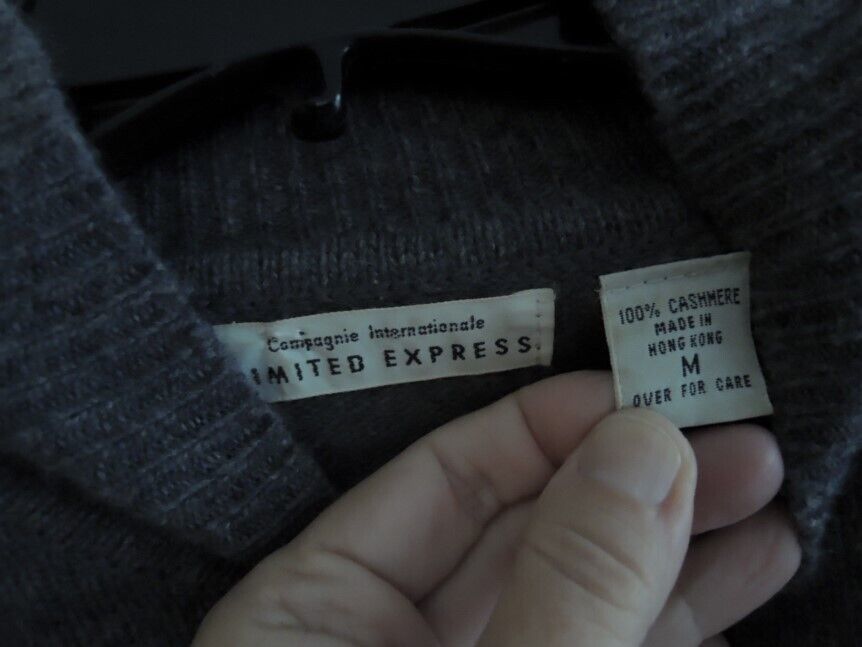 Compagnie Internationale
IMITED EXPRESS
100% CASHMERE
MADE IN
HONG KONG
M
OVER FOR CARE